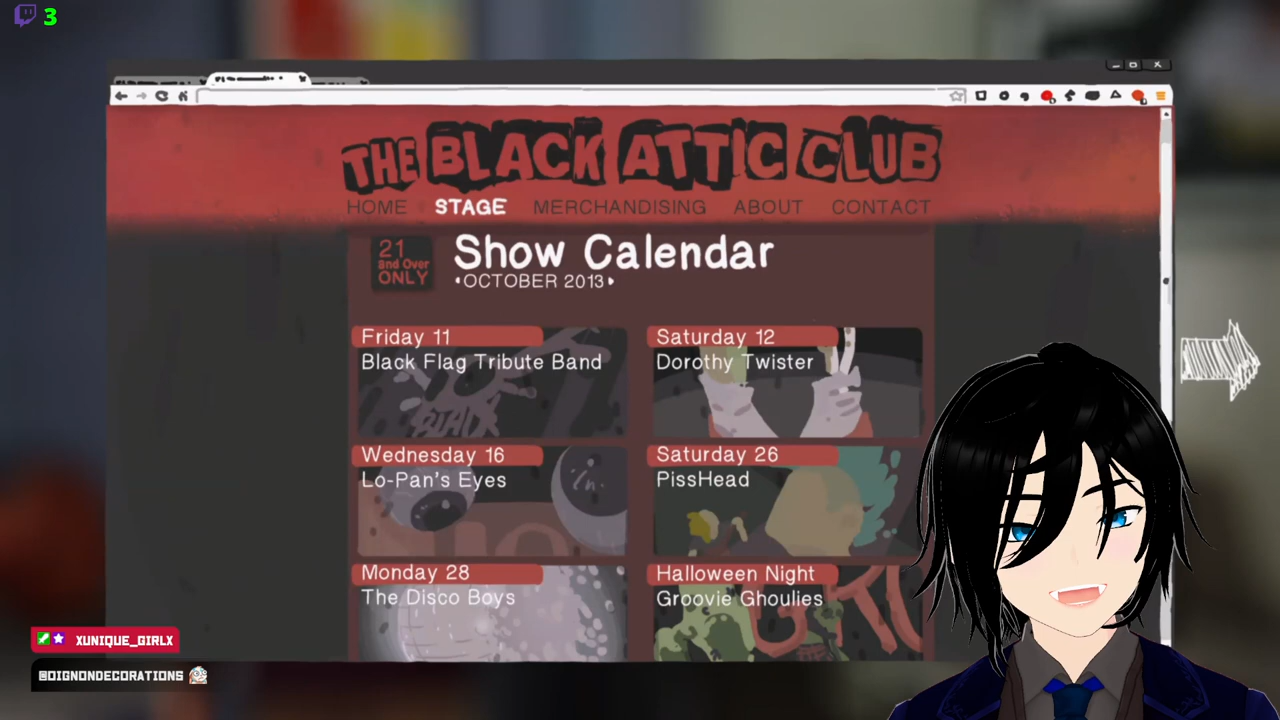 3
THE BLACK ATTIC CLUB
HOME STAGE MERCHANDISING ABOUT CONTACT
21
and Over
ONLY
Show Calendar
OCTOBER 2013
Friday 11
Black Flag Tribute Band
Saturday 12
Dorothy Twister
Wednesday 16
Lo-Pan's Eyes
Saturday 26
PissHead
Monday 28
The Disco Boys
Halloween Night
Groovie Ghoulies
XUNIQUE_GIRLX
@DIGNONDECORATIONS